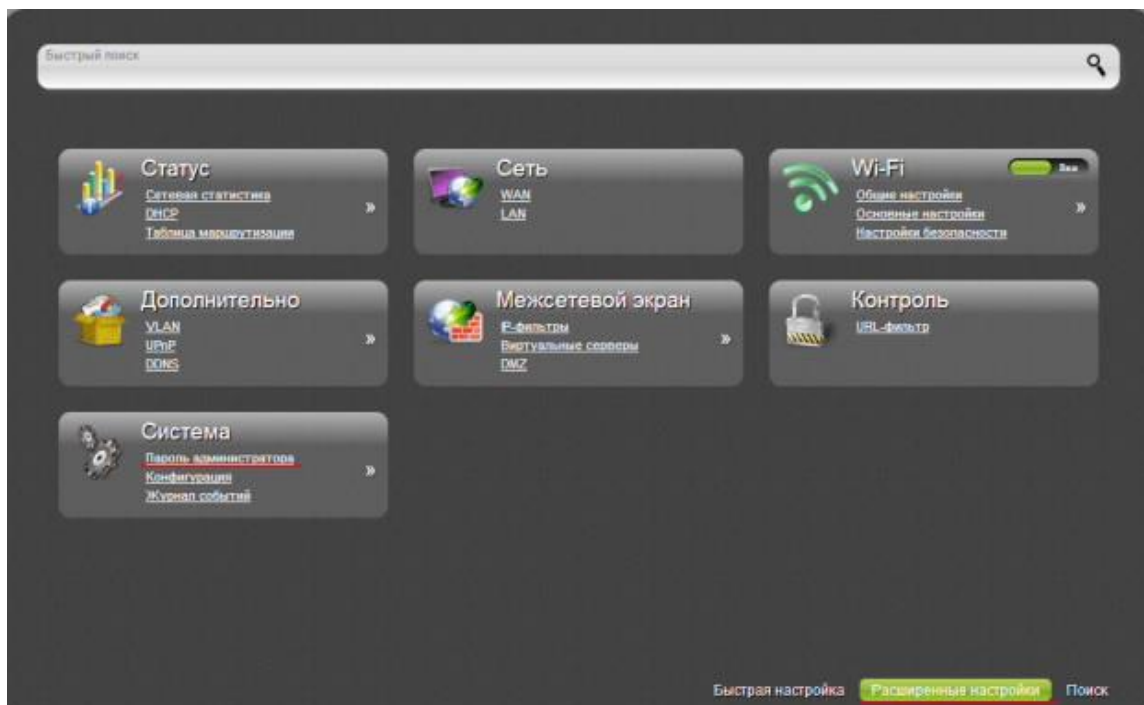 Быстрый поиск
Статус
Сетевая статистика
DHCP
Таблица маршрутизации
Сеть
WAN
LAN
Wi-Fi
Вкл
Общие настройки
Основные настройки
Настройки безопасности
Дополнительно
VLAN
UPnP
DDNS
Межсетевой экран
IP-фильтры
Виртуальные серверы
DMZ
Контроль
URL-фильтр
Система
Пароль администратора
Конфигурация
Журнал событий
Быстрая настройка Расширенные настройки Поиск